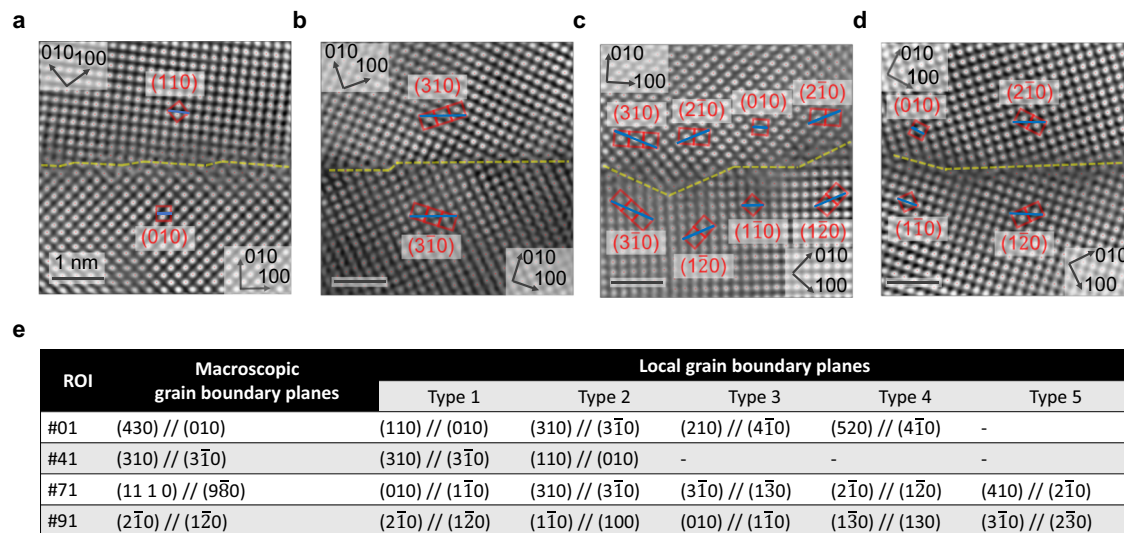 a
b
c
d
010
100
(110)
(010)
1 nm
010
100
010
100
(310)
(31̅0)
010
100
010
100
(310)
(21̅0)
(010)
(21̅0)
(31̅0)
(12̅0)
(11̅0)
(120)
010
100
010
100
(010)
(21̅0)
(11̅0)
(12̅0)
010
100
e
ROI Macroscopic grain boundary planes Local grain boundary planes
Type 1 Type 2 Type 3 Type 4 Type 5
#01 (430) // (010) (110) // (010) (310) // (31̅0) (210) // (41̅0) (520) // (41̅0) -
#41 (310) // (31̅0) (310) // (31̅0) (110) // (010) - - -
#71 (11 1 0) // (98̅0) (010) // (11̅0) (310) // (31̅0) (31̅0) // (13̅0) (21̅0) // (12̅0) (410) // (21̅0)
#91 (21̅0) // (12̅0) (21̅0) // (12̅0) (11̅0) // (100) (010) // (11̅0) (13̅0) // (130) (31̅0) // (23̅0)